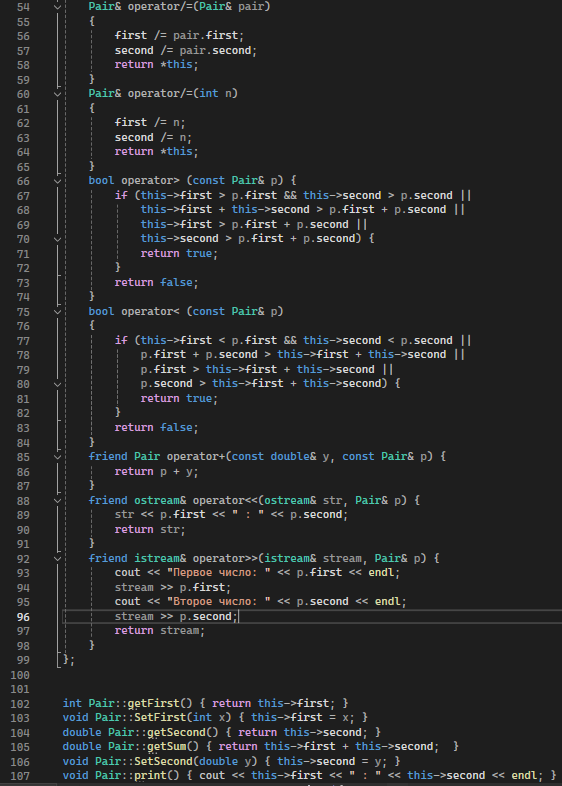 54 Pair& operator/=(Pair& pair)
55 {
56 first /= pair.first;
57 second /= pair.second;
58 return *this;
59 }
60 Pair& operator/=(int n)
61 {
62 first /= n;
63 second /= n;
64 return *this;
65 }
66 bool operator> (const Pair& p) {
67 if (this->first > p.first && this->second > p.second ||
68 this->first + this->second > p.first + p.second ||
69 this->first > p.first + p.second ||
70 this->second > p.first + p.second) {
71 return true;
72 }
73 return false;
74 }
75 bool operator< (const Pair& p)
76 {
77 if (this->first < p.first && this->second < p.second ||
78 p.first + p.second > this->first + this->second ||
79 p.first > this->first + this->second ||
80 p.second > this->first + this->second) {
81 return true;
82 }
83 return false;
84 }
85 friend Pair operator+(const double& y, const Pair& p) {
86 return p + y;
87 }
88 friend ostream& operator<<(ostream& str, Pair& p) {
89 str << p.first << " : " << p.second;
90 return str;
91 }
92 friend istream& operator>>(istream& stream, Pair& p) {
93 cout << "Первое число: " << p.first << endl;
94 stream >> p.first;
95 cout << "Второе число: " << p.second << endl;
96 stream >> p.second;
97 return stream;
98 }
99 };
100
101
102 int Pair::getFirst() { return this->first; }
103 void Pair::SetFirst(int x) { this->first = x; }
104 double Pair::getSecond() { return this->second; }
105 double Pair::getSum() { return this->first + this->second; }
106 void Pair::SetSecond(double y) { this->second = y; }
107 void Pair::print() { cout << this->first << " : " << this->second << endl; }